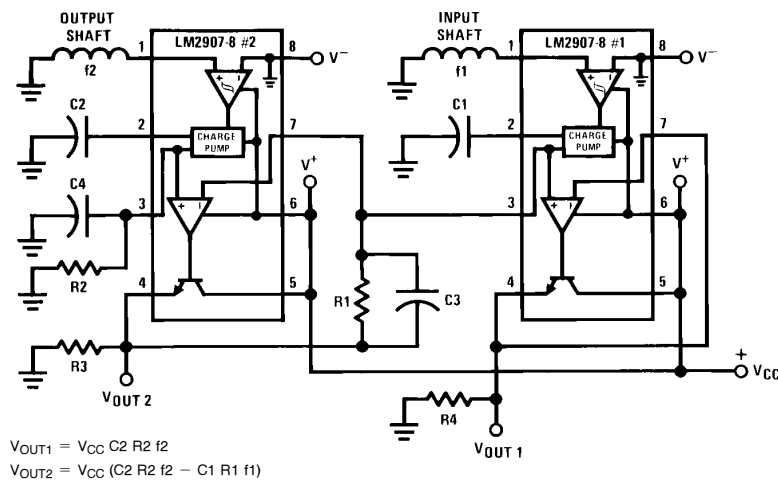 OUTPUT SHAFT
f2
C2
C4
R2
R3
VOUT 2
LM2907-8 #2
1
8
2
7
3
6
4
5
+
−
CHARGE PUMP
+
−
V−
V+
R1
C3
INPUT SHAFT
f1
C1
LM2907-8 #1
1
8
2
7
3
6
4
5
+
−
CHARGE PUMP
+
−
V−
V+
+
VCC
R4
VOUT 1
VOUT1 = VCC C2 R2 f2
VOUT2 = VCC (C2 R2 f2 − C1 R1 f1)